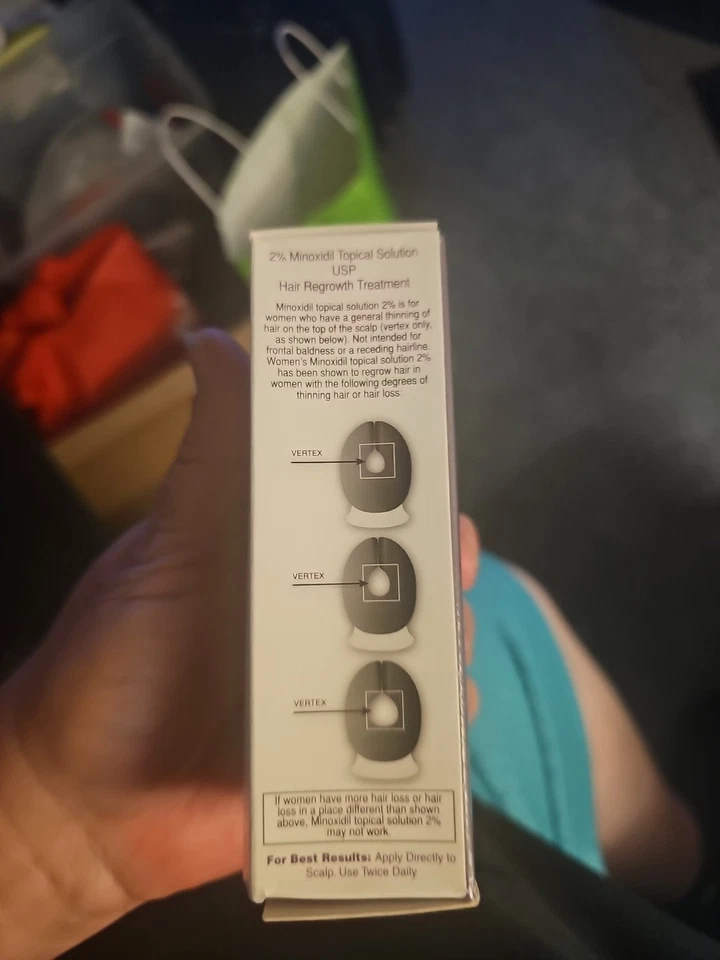 2% Minoxidil Topical Solution
USP
Hair Regrowth Treatment
Minoxidil topical solution 2% is for
women who have a general thinning of
hair on the top of the scalp (vertex only,
as shown below). Not intended for
frontal baldness or a receding hairline.
Women's Minoxidil topical solution 2%
has been shown to regrow hair in
women with the following degrees of
thinning hair or hair loss:
VERTEX
VERTEX
VERTEX
If women have more hair loss or hair
loss in a place different than shown
above, Minoxidil topical solution 2%
may not work.
For Best Results: Apply Directly to
Scalp. Use Twice Daily